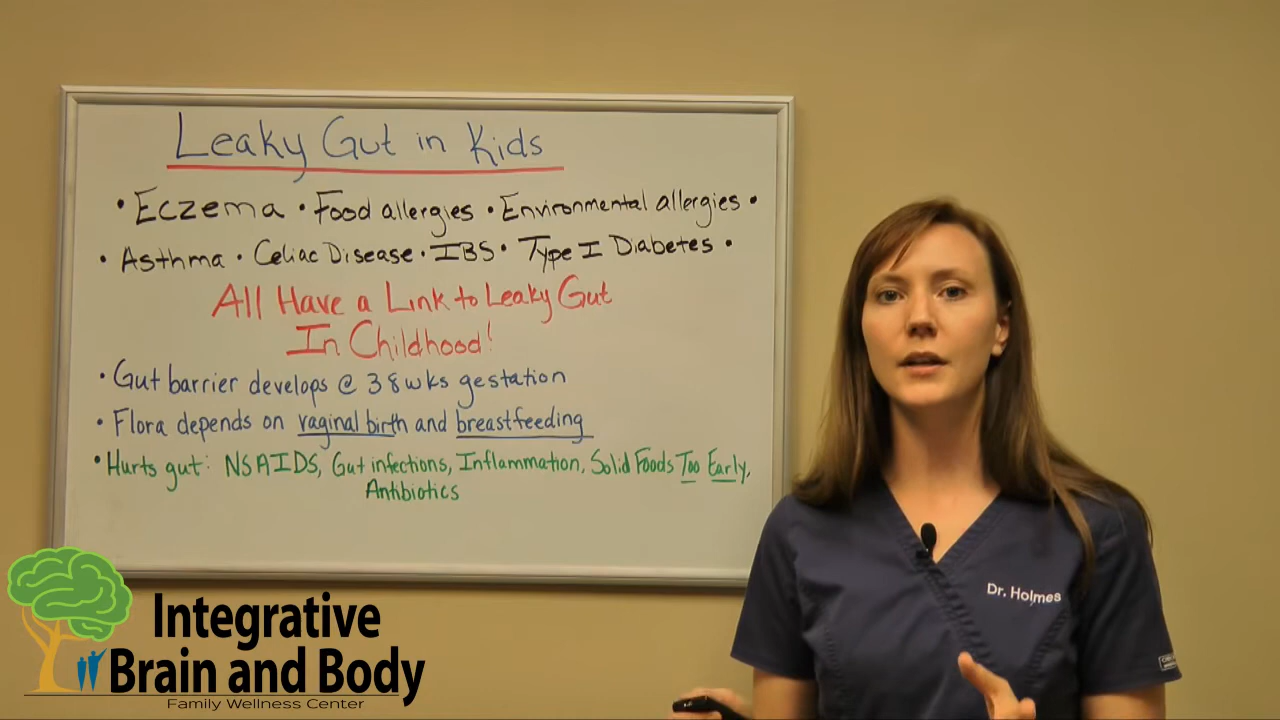 Leaky Gut in Kids
• Eczema • Food allergies • Environmental allergies •
• Asthma • Celiac Disease • IBS • Type I Diabetes •
All Have a Link to Leaky Gut
In Childhood!
• Gut barrier develops @ 38wks gestation
• Flora depends on vaginal birth and breastfeeding
• Hurts gut: NSAIDS, Gut infections, Inflammation, Solid Foods Too Early,
Antibiotics
Dr. Holmes
Integrative
Brain and Body
Family Wellness Center